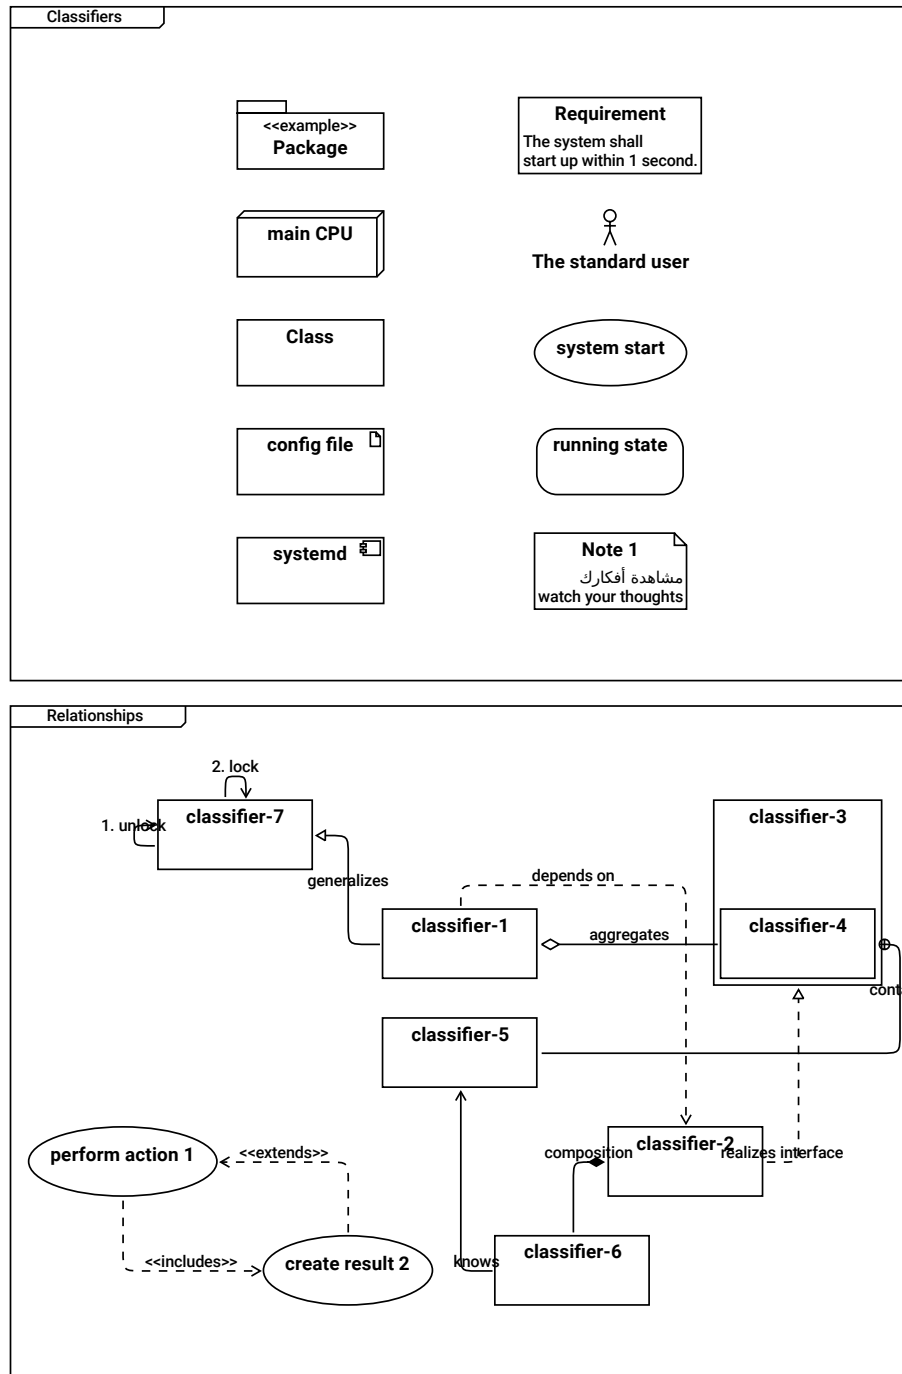 Classifiers
<<example>>
Package
Requirement
The system shall
start up within 1 second.
main CPU
The standard user
Class
system start
config file
running state
systemd
Note 1
مشاهدة أفكارك
watch your thoughts
Relationships
2. lock
classifier-7
1. unlock
classifier-3
generalizes
depends on
classifier-1
aggregates
classifier-4
classifier-5
perform action 1
<<extends>>
composition
classifier-2
realizes interface
<<includes>>
create result 2
knows
classifier-6